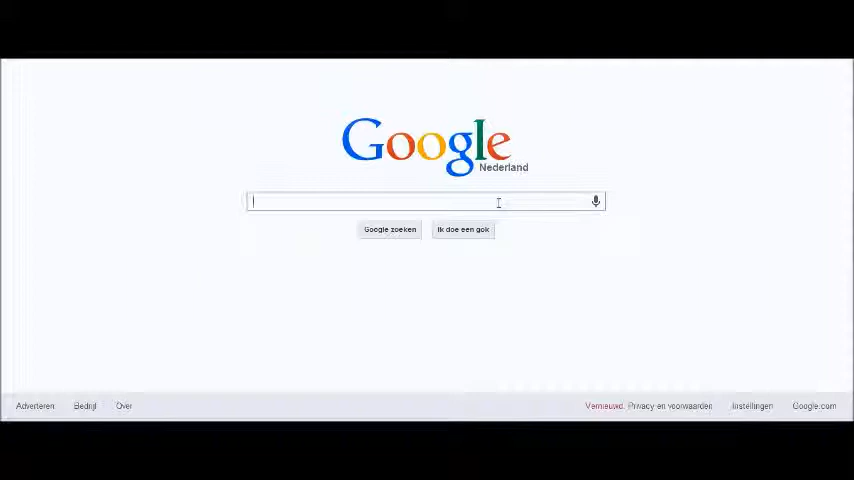 Google
Nederland
Google zoeken Ik doe een gok
Adverteren Bedrijf Over Vernieuwd: Privacy en voorwaarden Instellingen Google.com